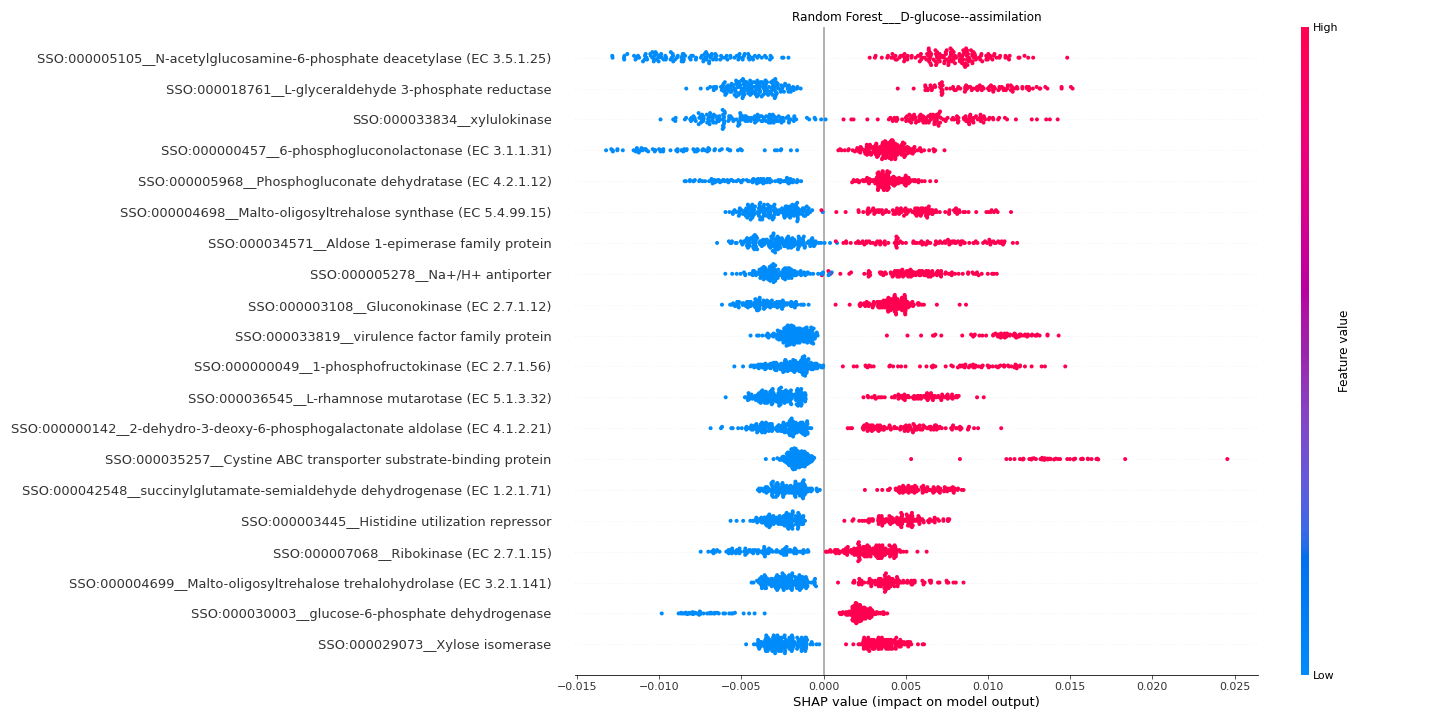 Random Forest___D-glucose--assimilation
High
SSO:000005105__N-acetylglucosamine-6-phosphate deacetylase (EC 3.5.1.25)
SSO:000018761__L-glyceraldehyde 3-phosphate reductase
SSO:000033834__xylulokinase
SSO:000000457__6-phosphogluconolactonase (EC 3.1.1.31)
SSO:000005968__Phosphogluconate dehydratase (EC 4.2.1.12)
SSO:000004698__Malto-oligosyltrehalose synthase (EC 5.4.99.15)
SSO:000034571__Aldose 1-epimerase family protein
SSO:000005278__Na+/H+ antiporter
SSO:000003108__Gluconokinase (EC 2.7.1.12)
SSO:000033819__virulence factor family protein
SSO:000000049__1-phosphofructokinase (EC 2.7.1.56)
SSO:000036545__L-rhamnose mutarotase (EC 5.1.3.32)
SSO:000000142__2-dehydro-3-deoxy-6-phosphogalactonate aldolase (EC 4.1.2.21)
SSO:000035257__Cystine ABC transporter substrate-binding protein
SSO:000042548__succinylglutamate-semialdehyde dehydrogenase (EC 1.2.1.71)
SSO:000003445__Histidine utilization repressor
SSO:000007068__Ribokinase (EC 2.7.1.15)
SSO:000004699__Malto-oligosyltrehalose trehalohydrolase (EC 3.2.1.141)
SSO:000030003__glucose-6-phosphate dehydrogenase
SSO:000029073__Xylose isomerase
Feature value
Low
−0.015 −0.010 −0.005 0.000 0.005 0.010 0.015 0.020 0.025
SHAP value (impact on model output)